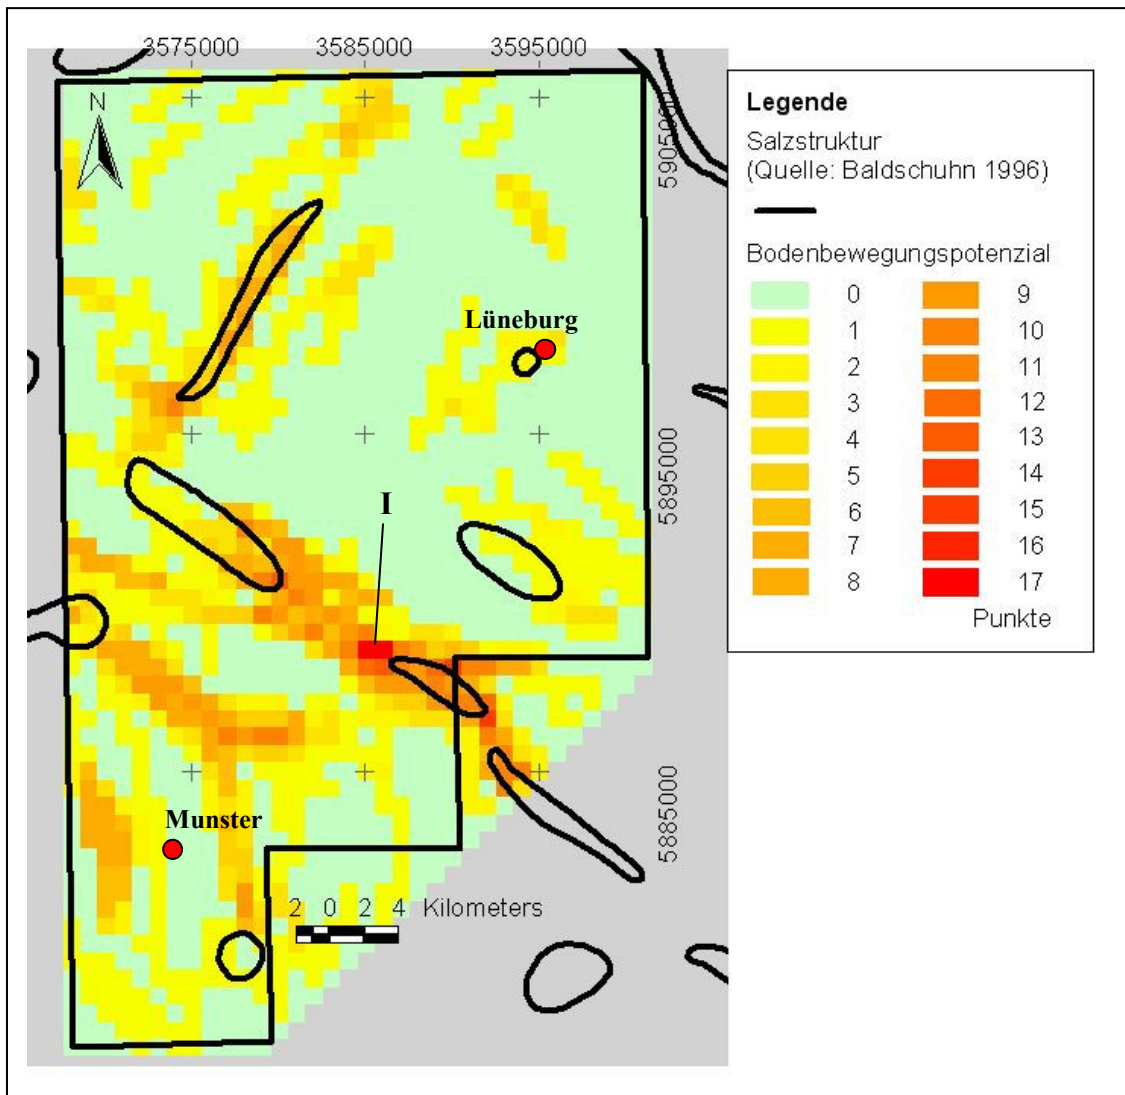 3575000 3585000 3595000
N
5905000
Lüneburg
5895000
I
Munster
5885000
2 0 2 4 Kilometers
Legende
Salzstruktur
(Quelle: Baldschuhn 1996)
Bodenbewegungspotenzial
0 9
1 10
2 11
3 12
4 13
5 14
6 15
7 16
8 17
Punkte